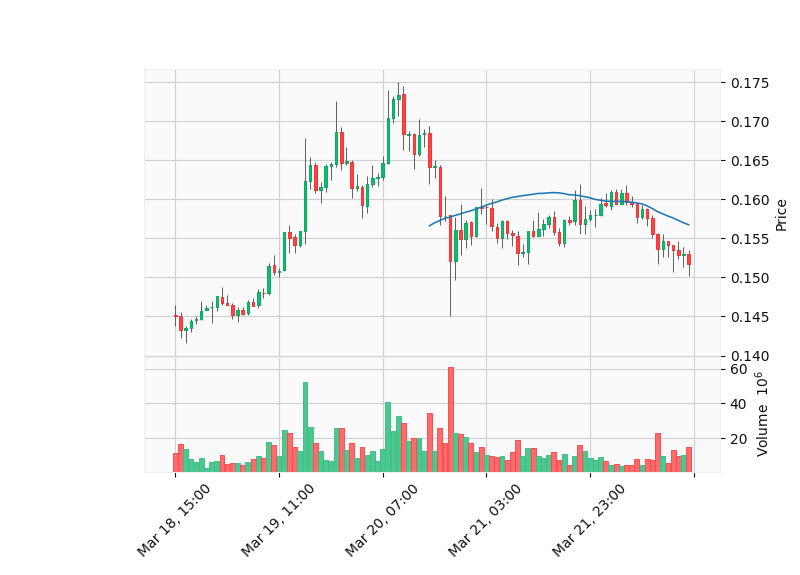 0.175
0.170
0.165
0.160
0.155
0.150
0.145
0.140
Price
60
40
20
Volume 10⁶
Mar 18, 15:00
Mar 19, 11:00
Mar 20, 07:00
Mar 21, 03:00
Mar 21, 23:00